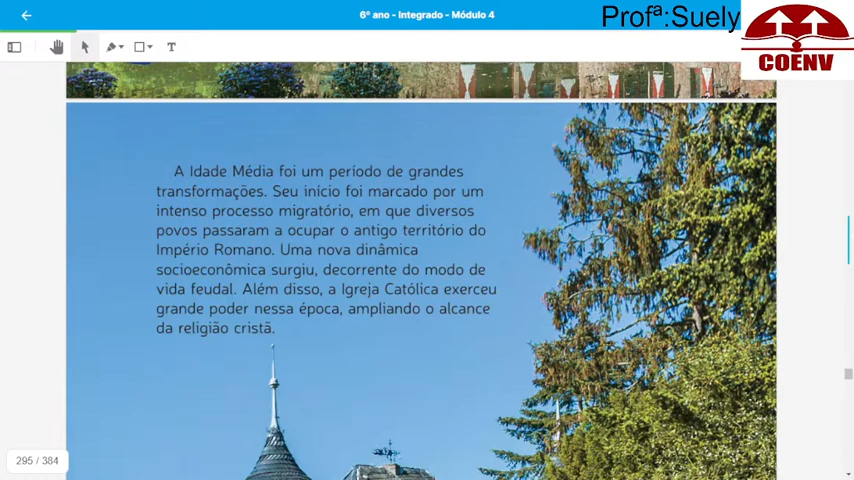 6º ano - Integrado - Módulo 4
Profª:Suely
COENV
T
A Idade Média foi um período de grandes
transformações. Seu início foi marcado por um
intenso processo migratório, em que diversos
povos passaram a ocupar o antigo território do
Império Romano. Uma nova dinâmica
socioeconômica surgiu, decorrente do modo de
vida feudal. Além disso, a Igreja Católica exerceu
grande poder nessa época, ampliando o alcance
da religião cristã.
295 / 384